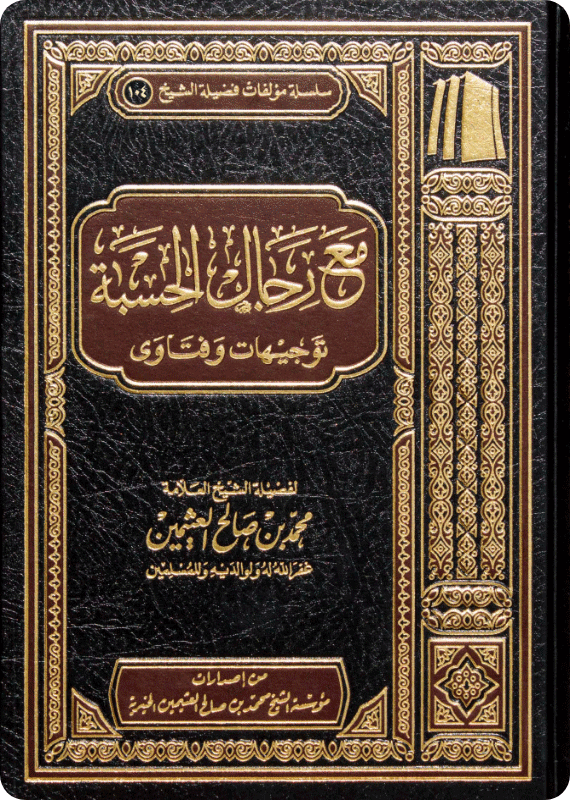 سلسلة مؤلفات فضيلة الشيخ ١٠٤
مع رجال الحسبة
توجيهات وفتاوى
لفضيلة الشيخ العلامة
محمد بن صالح العثيمين
غفر الله له ولوالديه وللمسلمين
من إصدارات
مؤسسة الشيخ محمد بن صالح العثيمين الخيرية